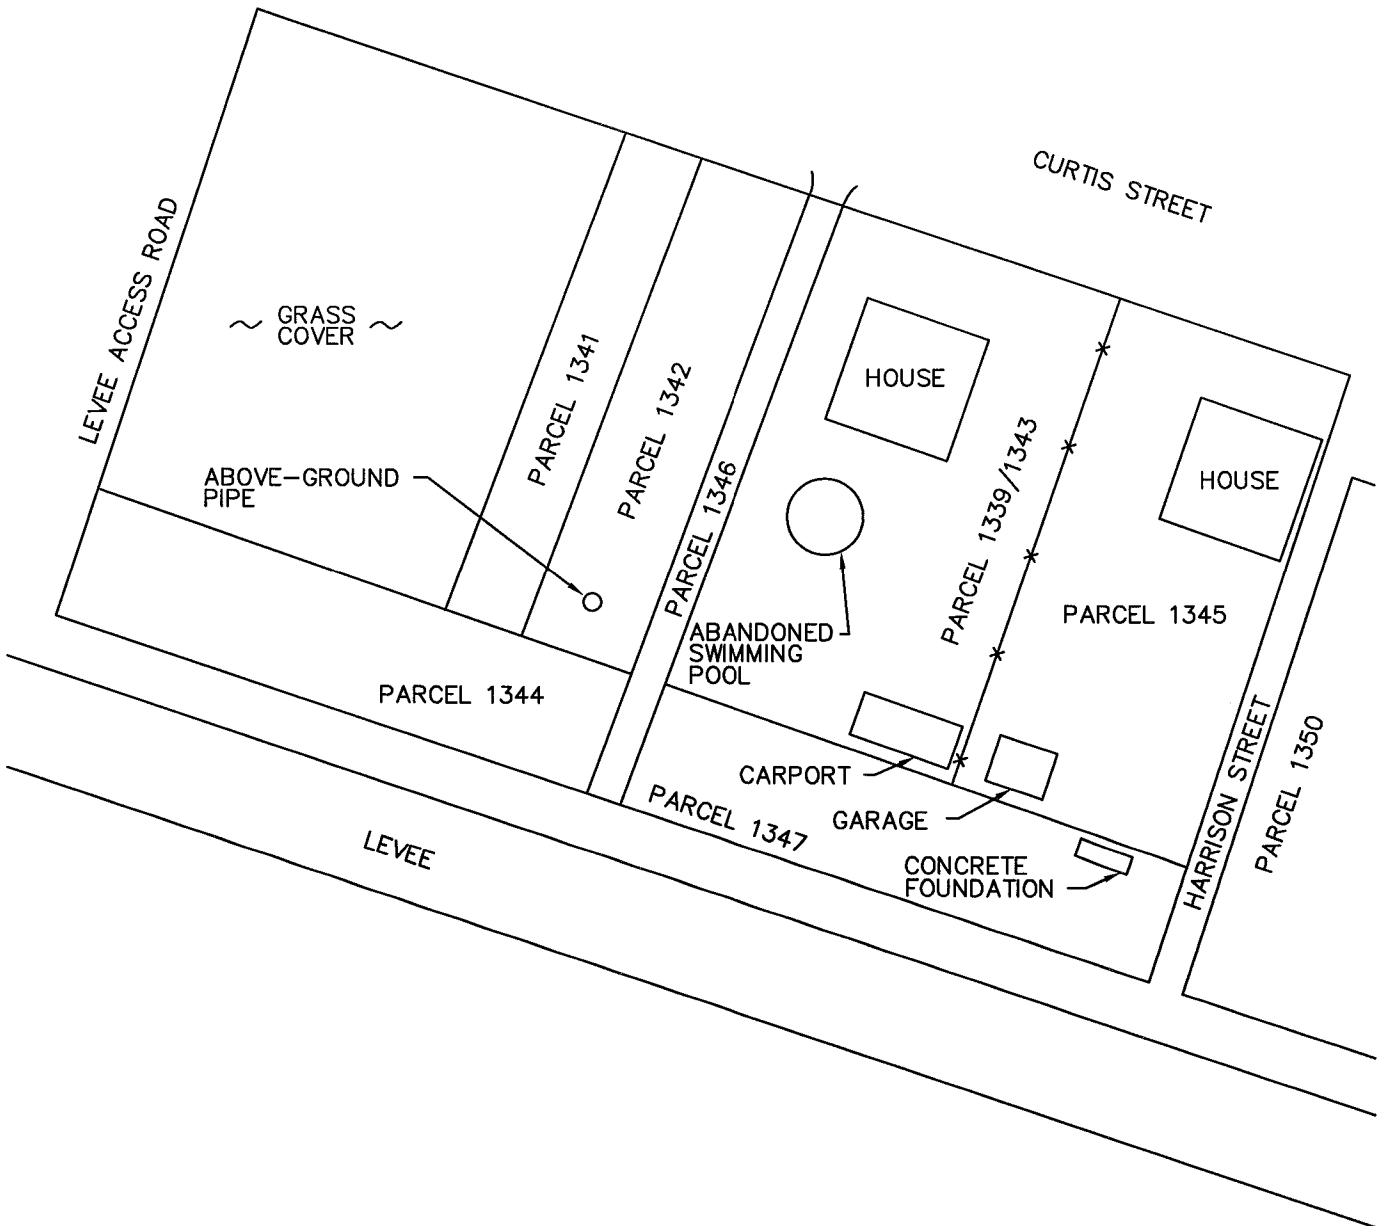 CURTIS STREET
LEVEE ACCESS ROAD
GRASS
COVER
PARCEL 1341
PARCEL 1342
HOUSE
PARCEL 1339/1343
HOUSE
ABOVE-GROUND
PIPE
PARCEL 1346
PARCEL 1345
ABANDONED
SWIMMING
POOL
PARCEL 1344
HARRISON STREET
PARCEL 1350
CARPORT
PARCEL 1347
GARAGE
LEVEE
CONCRETE
FOUNDATION